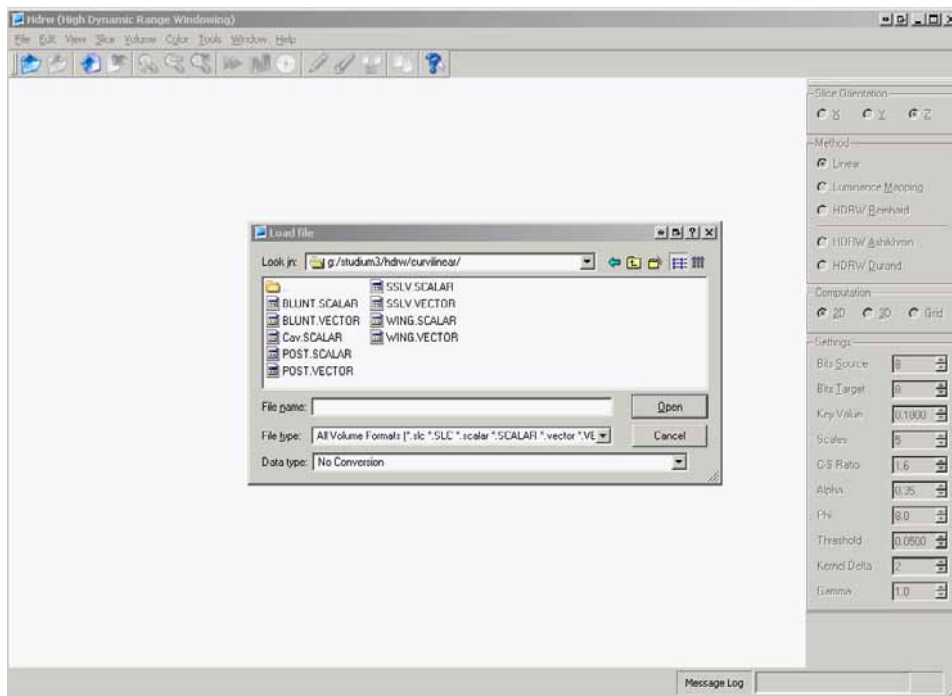 Hdrw (High Dynamic Range Windowing)
File Edit View Slice Volume Color Tools Window Help
Slice Orientation
X Y Z
Method
Linear
Luminance Mapping
HDRW Reinhard
HDRW Ashikhmin
HDRW Durand
Computation
2D 3D Grid
Settings
Bits Source 8
Bits Target 8
Key Value 0.1800
Scales 5
C-S Ratio 1.6
Alpha 0.35
Phi 8.0
Threshold 0.0500
Kernel Delta 2
Gamma 1.0
Load file
Look in: g:/studium3/hdrw/curvilinear/
..
BLUNT.SCALAR
BLUNT.VECTOR
Cav.SCALAR
POST.SCALAR
POST.VECTOR
SSLV.SCALAR
SSLV.VECTOR
WING.SCALAR
WING.VECTOR
File name: Open
File type: All Volume Formats (*.slc *.SLC *.scalar *.SCALAR *.vector *.VE Cancel
Data type: No Conversion
Message Log